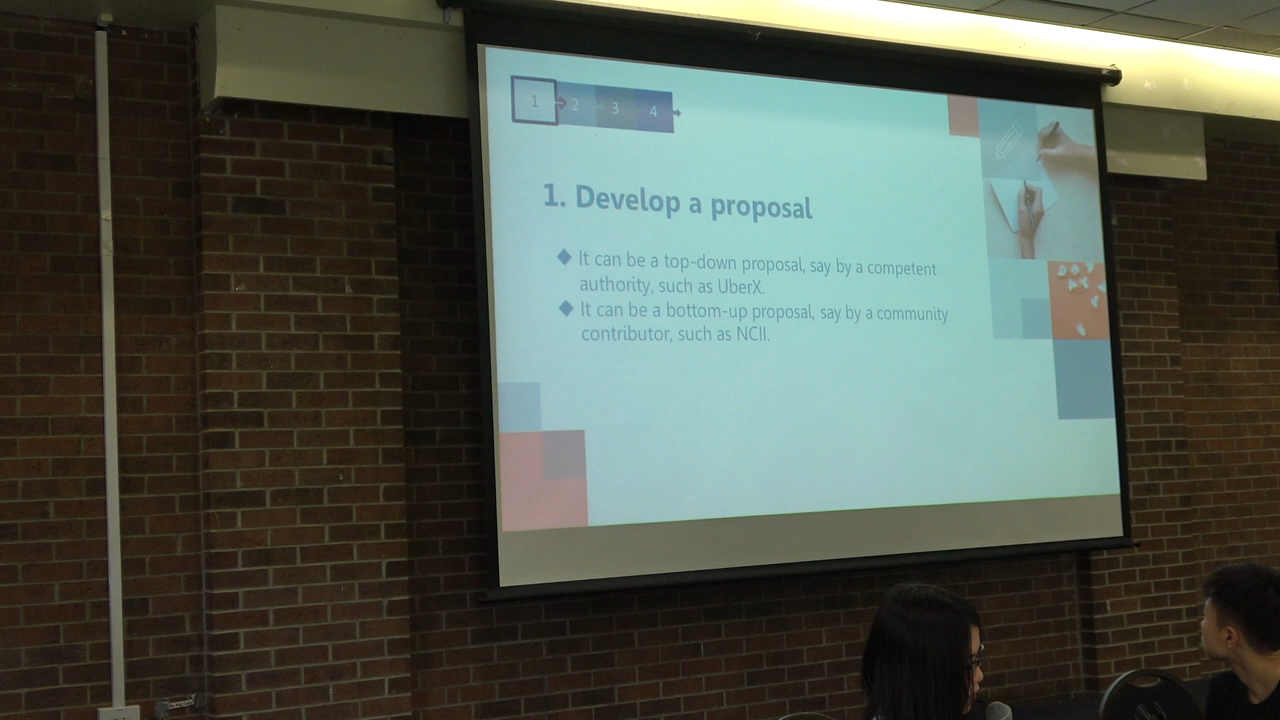 1 2 3 4
1. Develop a proposal
It can be a top-down proposal, say by a competent
authority, such as UberX.
It can be a bottom-up proposal, say by a community
contributor, such as NCII.